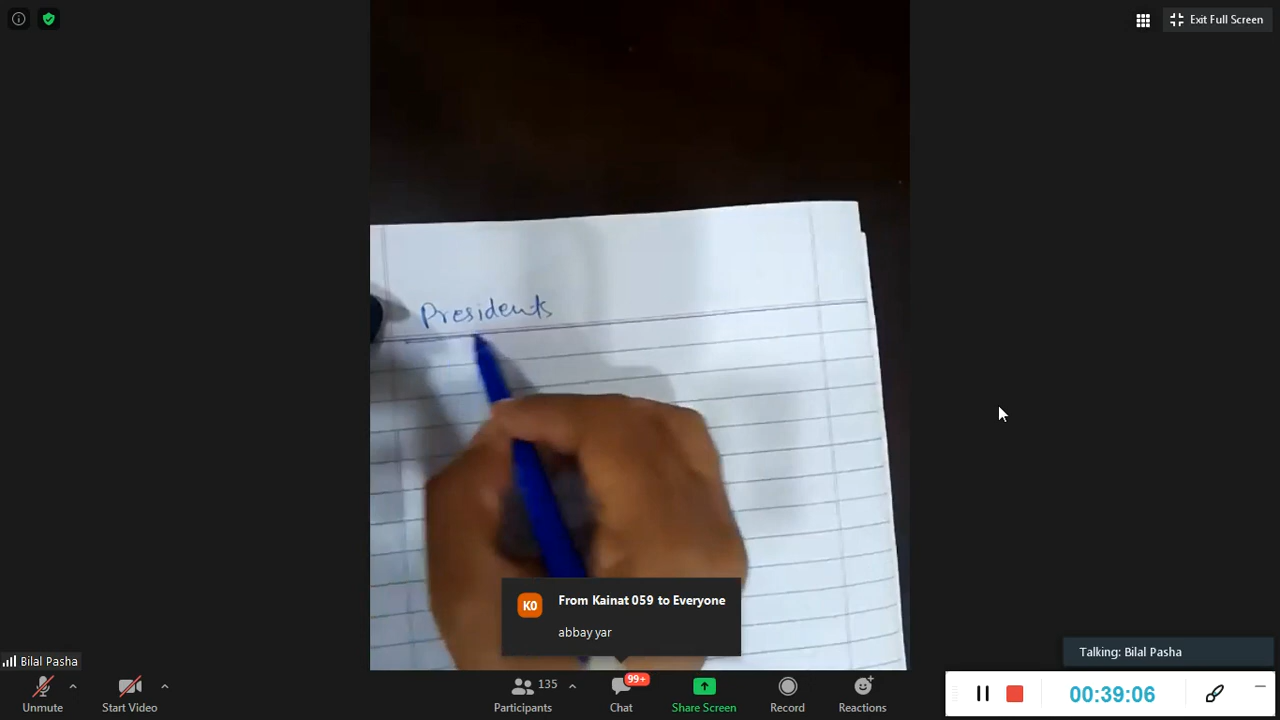 Exit Full Screen
Presidents
K0
From Kainat 059 to Everyone
abbay yar
Bilal Pasha
Talking: Bilal Pasha
Unmute
Start Video
135
Participants
99+
Chat
Share Screen
Record
Reactions
00:39:06